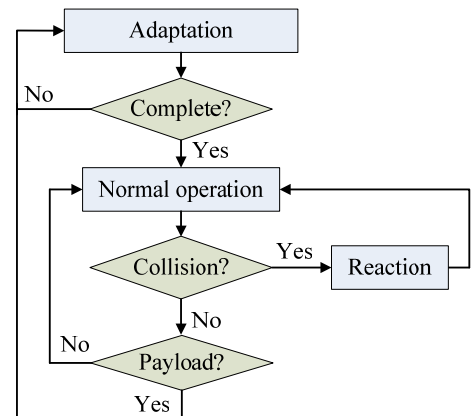 Adaptation
No
Complete?
Yes
Normal operation
Collision?
Yes
Reaction
No
No
Payload?
Yes